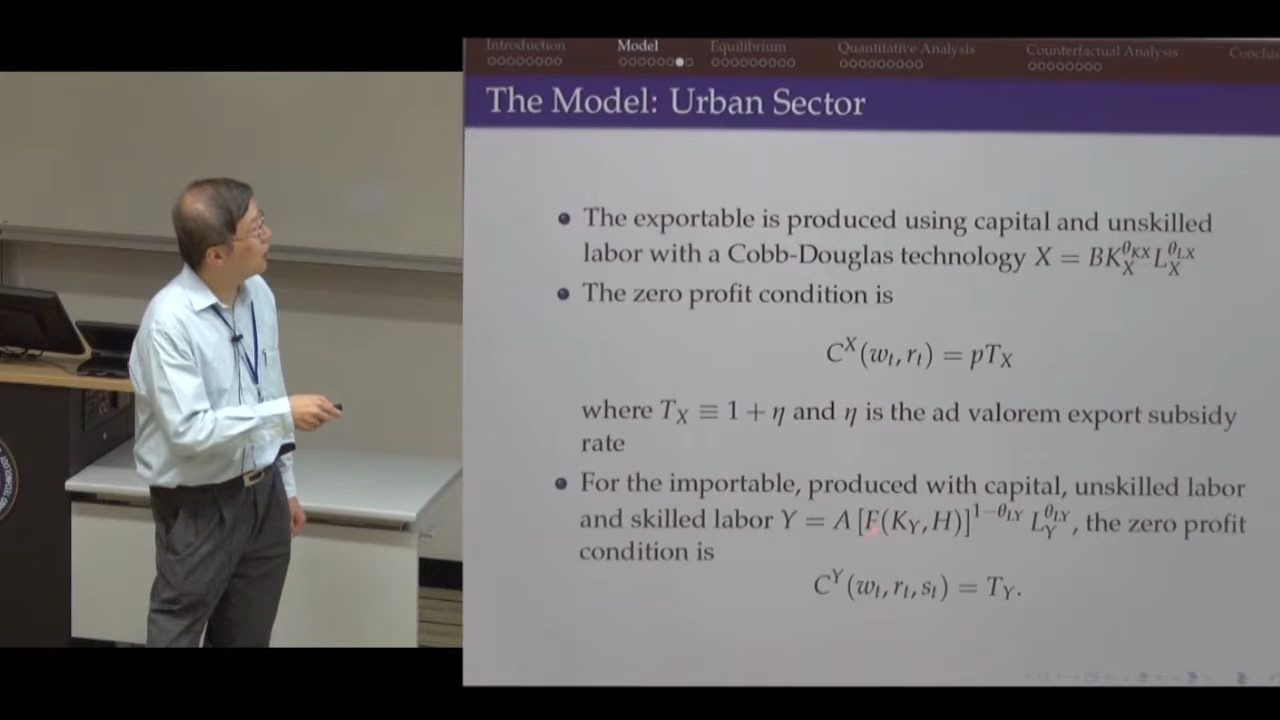 Introduction Model Equilibrium Quantitative Analysis Counterfactual Analysis
The Model: Urban Sector
• The exportable is produced using capital and unskilled
labor with a Cobb-Douglas technology X = BK_X^{θ_{KX}} L_X^{θ_{LX}}
• The zero profit condition is
C^X(w_t, r_t) = pT_X
where T_X ≡ 1 + η and η is the ad valorem export subsidy
rate
• For the importable, produced with capital, unskilled labor
and skilled labor Y = A [F(K_Y, H)]^{1−θ_{LY}} L_Y^{θ_{LY}}, the zero profit
condition is
C^Y(w_t, r_t, s_t) = T_Y.